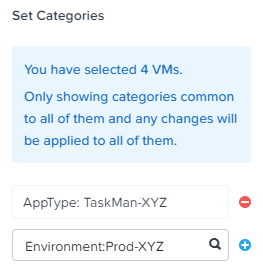 Set Categories
You have selected 4 VMs.
Only showing categories common
to all of them and any changes will
be applied to all of them.
AppType: TaskMan-XYZ
Environment:Prod-XYZ